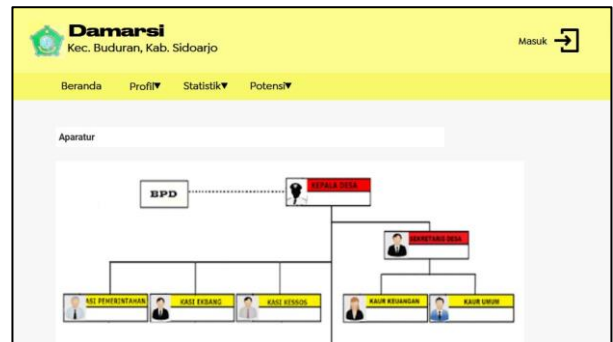 Damarsi
Kec. Buduran, Kab. Sidoarjo
Masuk
Beranda Profil▼ Statistik▼ Potensi▼
Aparatur
BPD
KEPALA DESA
SEKRETARIS DESA
KASI PEMERINTAHAN KASI EKBANG KASI KESSOS KAUR KEUANGAN KAUR UMUM